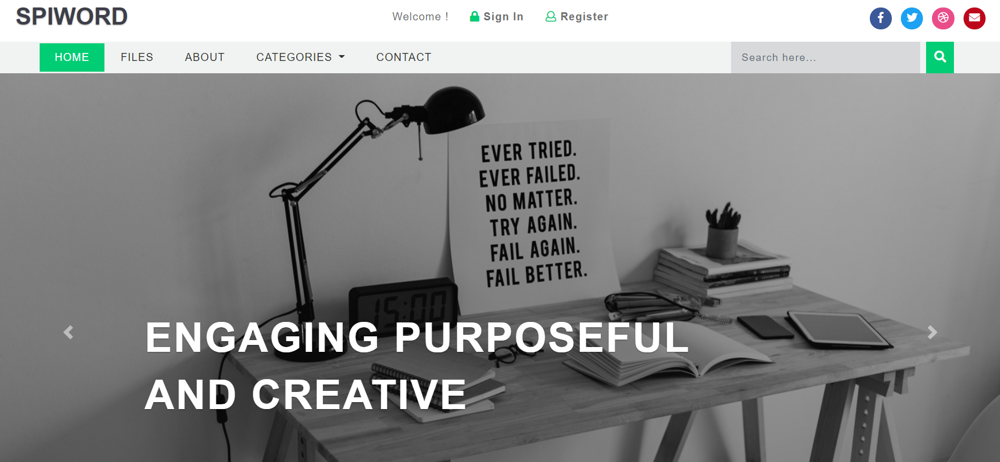 SPIWORD
Welcome !
Sign In
Register
HOME
FILES
ABOUT
CATEGORIES
CONTACT
Search here...
EVER TRIED.
EVER FAILED.
NO MATTER.
TRY AGAIN.
FAIL AGAIN.
FAIL BETTER.
15:00
ENGAGING PURPOSEFUL
AND CREATIVE